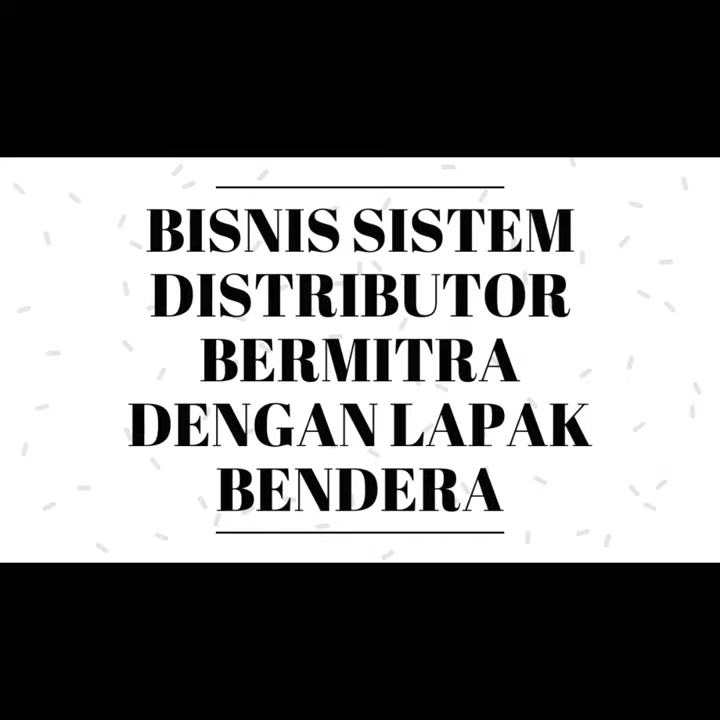 BISNIS SISTEM
DISTRIBUTOR
BERMITRA
DENGAN LAPAK
BENDERA